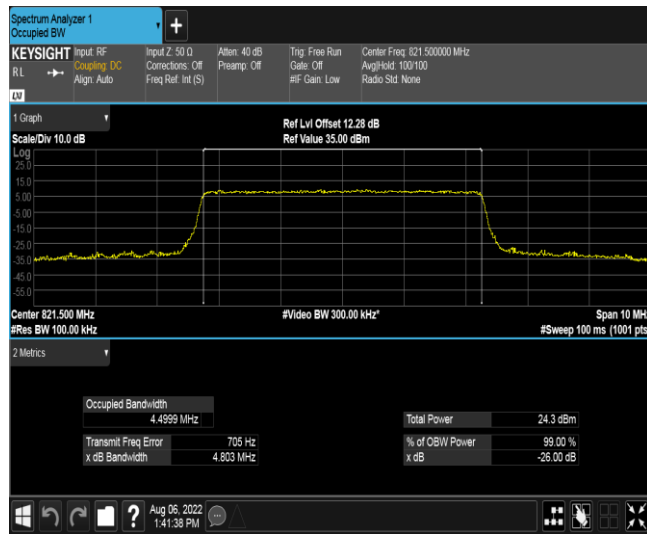 Spectrum Analyzer 1
Occupied BW
+
KEYSIGHT Input: RF Input Z: 50 Ω Atten: 40 dB Trig: Free Run Center Freq: 821.500000 MHz
RL Coupling: DC Corrections: Off Preamp: Off Gate: Off Avg|Hold: 100/100
Align: Auto Freq Ref: Int (S) #IF Gain: Low Radio Std: None
LXI
1 Graph Ref Lvl Offset 12.28 dB
Scale/Div 10.0 dB Ref Value 35.00 dBm
Log
25.0
15.0
5.00
-5.00
-15.0
-25.0
-35.0
-45.0
-55.0
Center 821.500 MHz #Video BW 300.00 kHz* Span 10 MHz
#Res BW 100.00 kHz #Sweep 100 ms (1001 pts
2 Metrics
Occupied Bandwidth
4.4999 MHz Total Power 24.3 dBm
Transmit Freq Error 705 Hz % of OBW Power 99.00 %
x dB Bandwidth 4.803 MHz x dB -26.00 dB
? Aug 06, 2022
1:41:38 PM